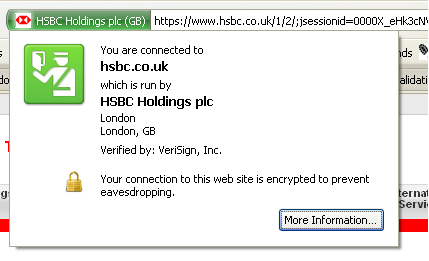 HSBC Holdings plc (GB) https://www.hsbc.co.uk/1/2/;jsessionid=0000X_eHk3cN
You are connected to
hsbc.co.uk
which is run by
HSBC Holdings plc
London
London, GB
Verified by: VeriSign, Inc.
Your connection to this web site is encrypted to prevent
eavesdropping.
More Information...